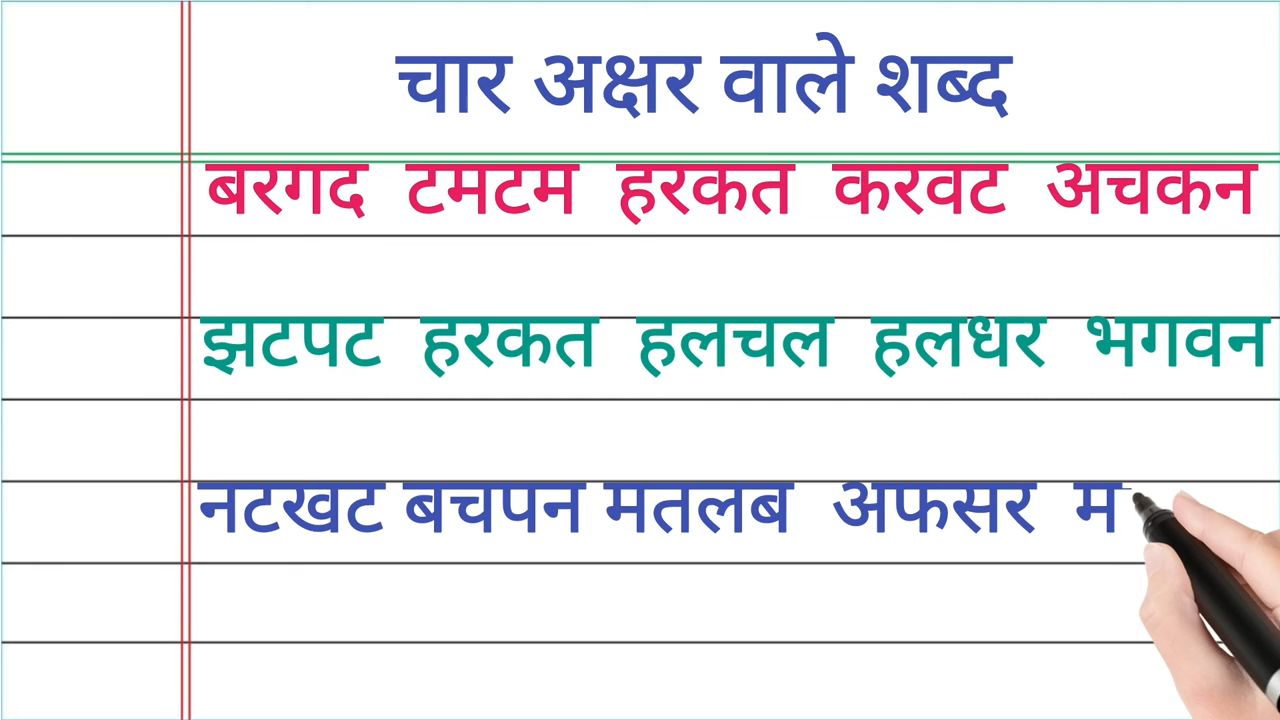 चार अक्षर वाले शब्द
बरगद टमटम हरकत करवट अचकन
झटपट हरकत हलचल हलधर भगवन
नटखट बचपन मतलब अफसर म